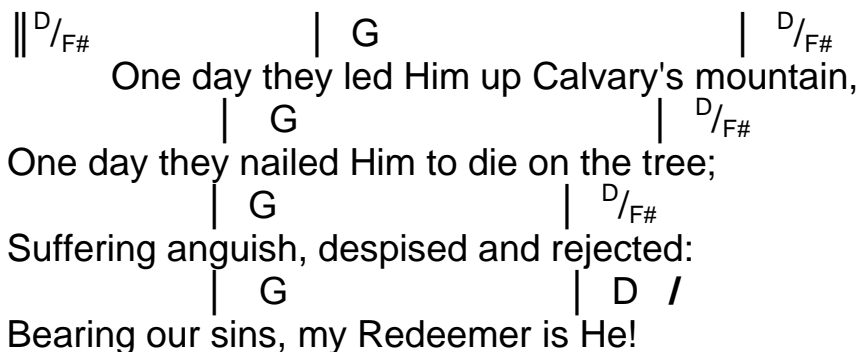 ‖ D/F# | G | D/F#
One day they led Him up Calvary's mountain,
| G | D/F#
One day they nailed Him to die on the tree;
| G | D/F#
Suffering anguish, despised and rejected:
| G | D /
Bearing our sins, my Redeemer is He!